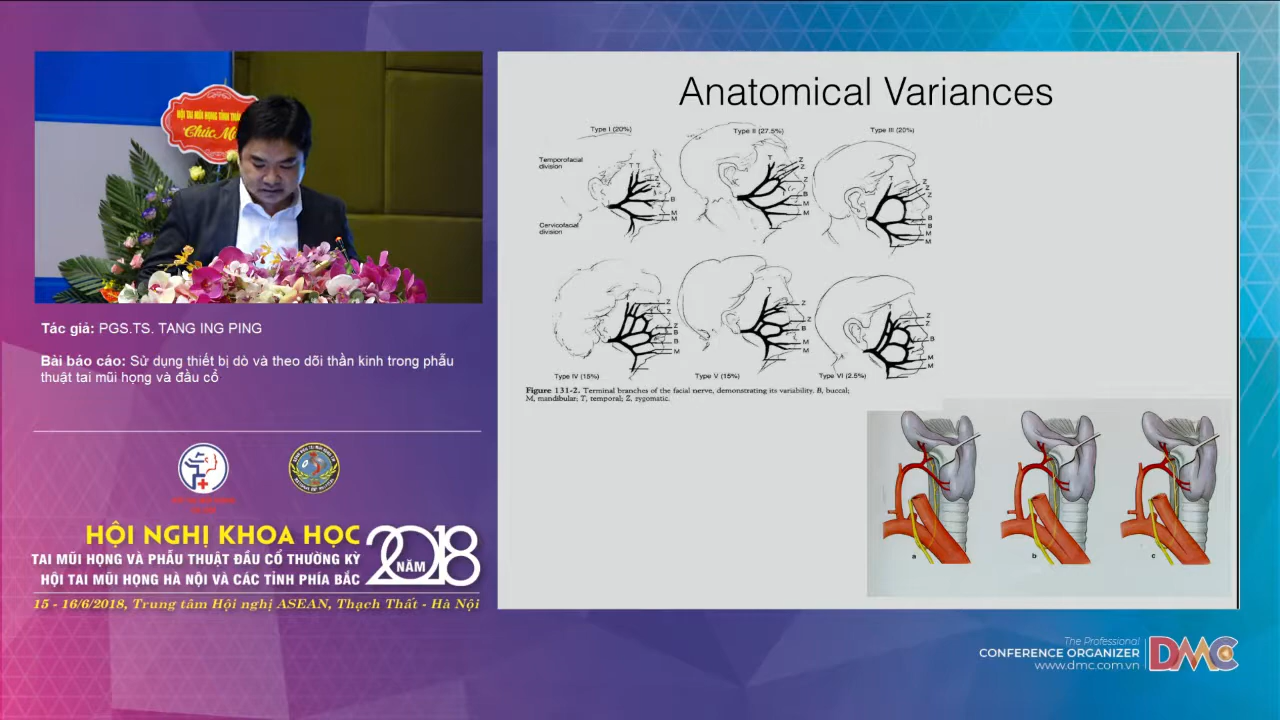 HỘI TAI MŨI HỌNG TỈNH
Chúc M
Tác giả: PGS.TS. TANG ING PING
Bài báo cáo: Sử dụng thiết bị dò và theo dõi thần kinh trong phẫu
thuật tai mũi họng và đầu cổ
HỘI NGHỊ KHOA HỌC
TAI MŨI HỌNG VÀ PHẪU THUẬT ĐẦU CỔ THƯỜNG KỲ
HỘI TAI MŨI HỌNG HÀ NỘI VÀ CÁC TỈNH PHÍA BẮC
NĂM 2018
15 - 16/6/2018, Trung tâm Hội nghị ASEAN, Thạch Thất - Hà Nội
Anatomical Variances
Type I (20%)
Type II (27.5%)
Type III (20%)
Temporofacial
division
Cervicofacial
division
Type IV (15%)
Type V (15%)
Type VI (2.5%)
Figure 131-2. Terminal branches of the facial nerve, demonstrating its variability. B, buccal;
M, mandibular; T, temporal; Z, zygomatic.
a
b
c
The Professional
CONFERENCE ORGANIZER
www.dmc.com.vn
DMC